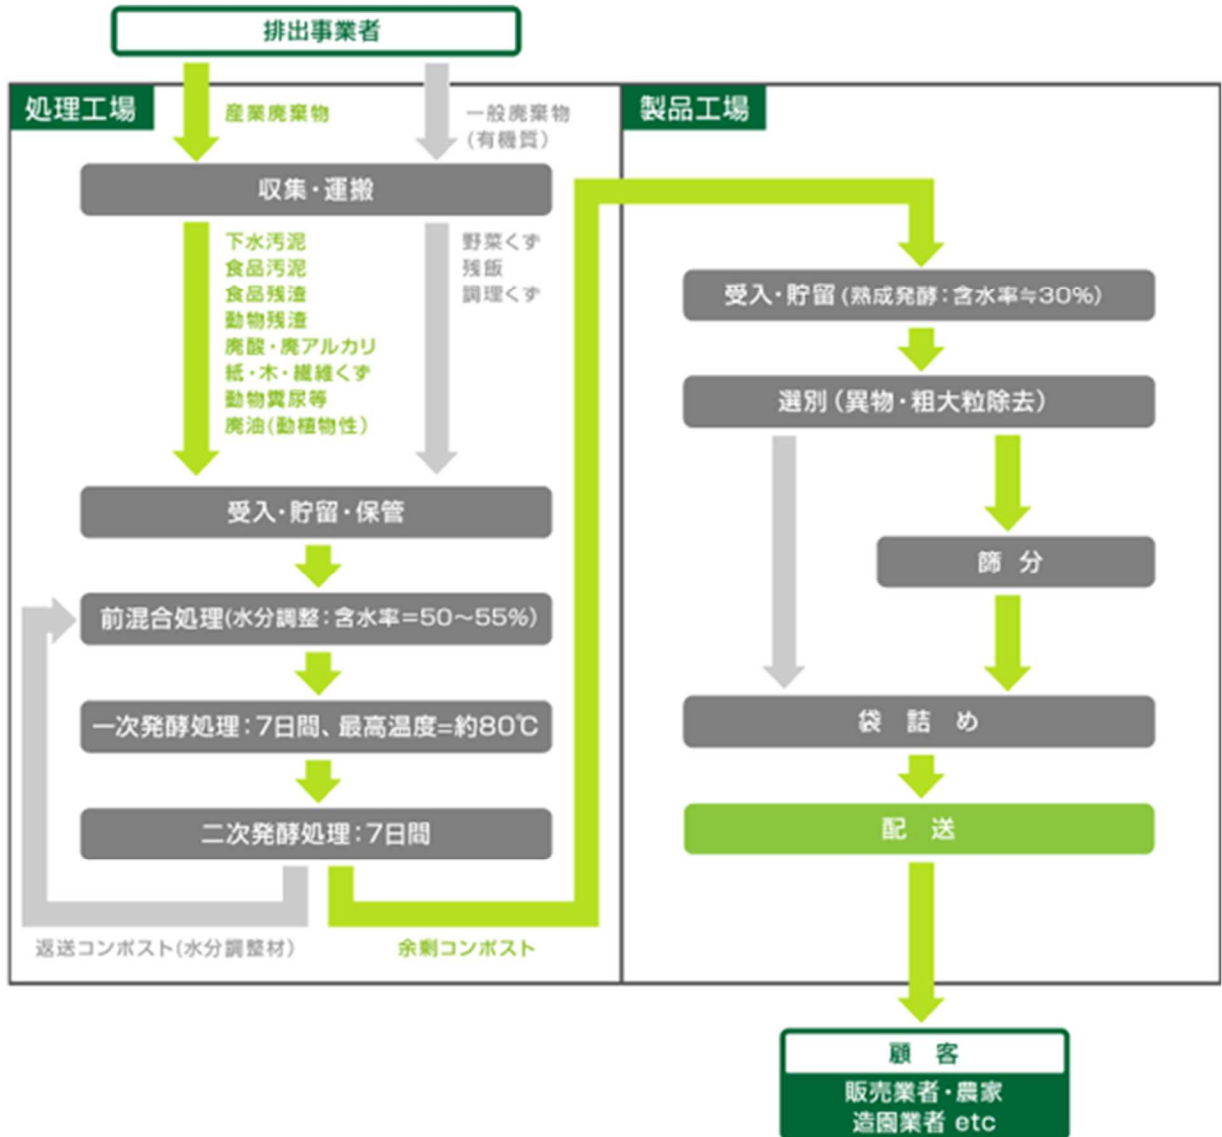 排出事業者
処理工場
産業廃棄物
一般廃棄物
(有機質)
収集・運搬
下水汚泥
食品汚泥
食品残渣
動物残渣
廃酸・廃アルカリ
紙・木・繊維くず
動物糞尿等
廃油(動植物性)
野菜くず
残飯
調理くず
受入・貯留・保管
前混合処理(水分調整:含水率=50～55%)
一次発酵処理:7日間、最高温度=約80℃
二次発酵処理:7日間
返送コンポスト(水分調整材)
余剰コンポスト
製品工場
受入・貯留(熟成発酵:含水率≒30%)
選別(異物・粗大粒除去)
篩 分
袋 詰 め
配 送
顧 客
販売業者・農家
造園業者 etc